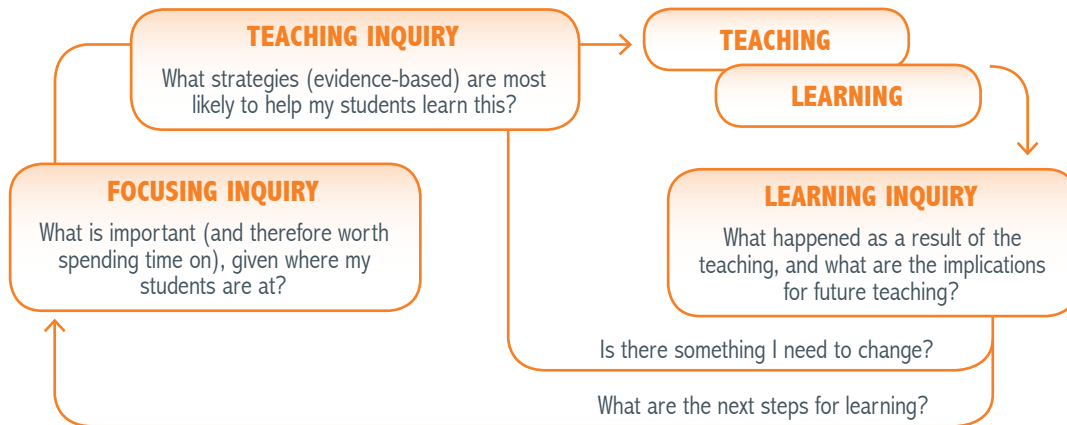 TEACHING INQUIRY
What strategies (evidence-based) are most
likely to help my students learn this?
TEACHING
LEARNING
FOCUSING INQUIRY
What is important (and therefore worth
spending time on), given where my
students are at?
LEARNING INQUIRY
What happened as a result of the
teaching, and what are the implications
for future teaching?
Is there something I need to change?
What are the next steps for learning?